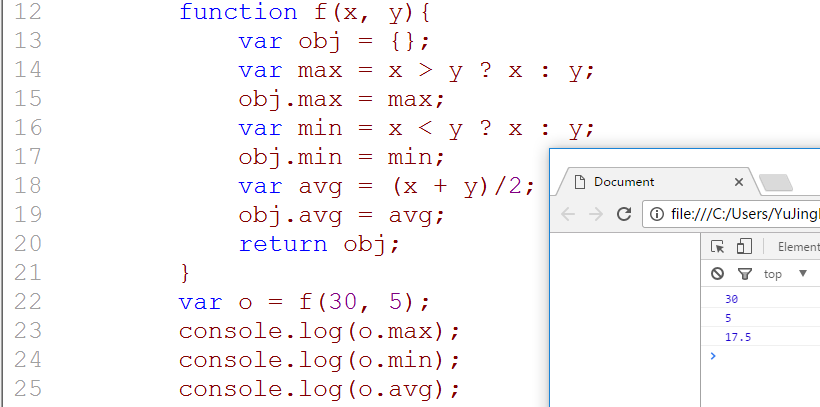 12 function f(x, y){
13 var obj = {};
14 var max = x > y ? x : y;
15 obj.max = max;
16 var min = x < y ? x : y;
17 obj.min = min;
18 var avg = (x + y)/2;
19 obj.avg = avg;
20 return obj;
21 }
22 var o = f(30, 5);
23 console.log(o.max);
24 console.log(o.min);
25 console.log(o.avg);
Document
file:///C:/Users/YuJing
Element
top
30
5
17.5